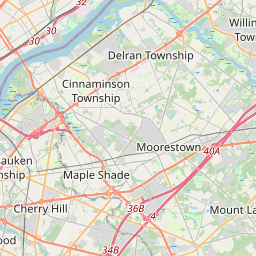 30
32
Willin
Town
Delran Township
Cinnaminson
Township
Moorestown
40A
auken
nship
Maple Shade
Cherry Hill
36B
4
Mount La
ood
34B